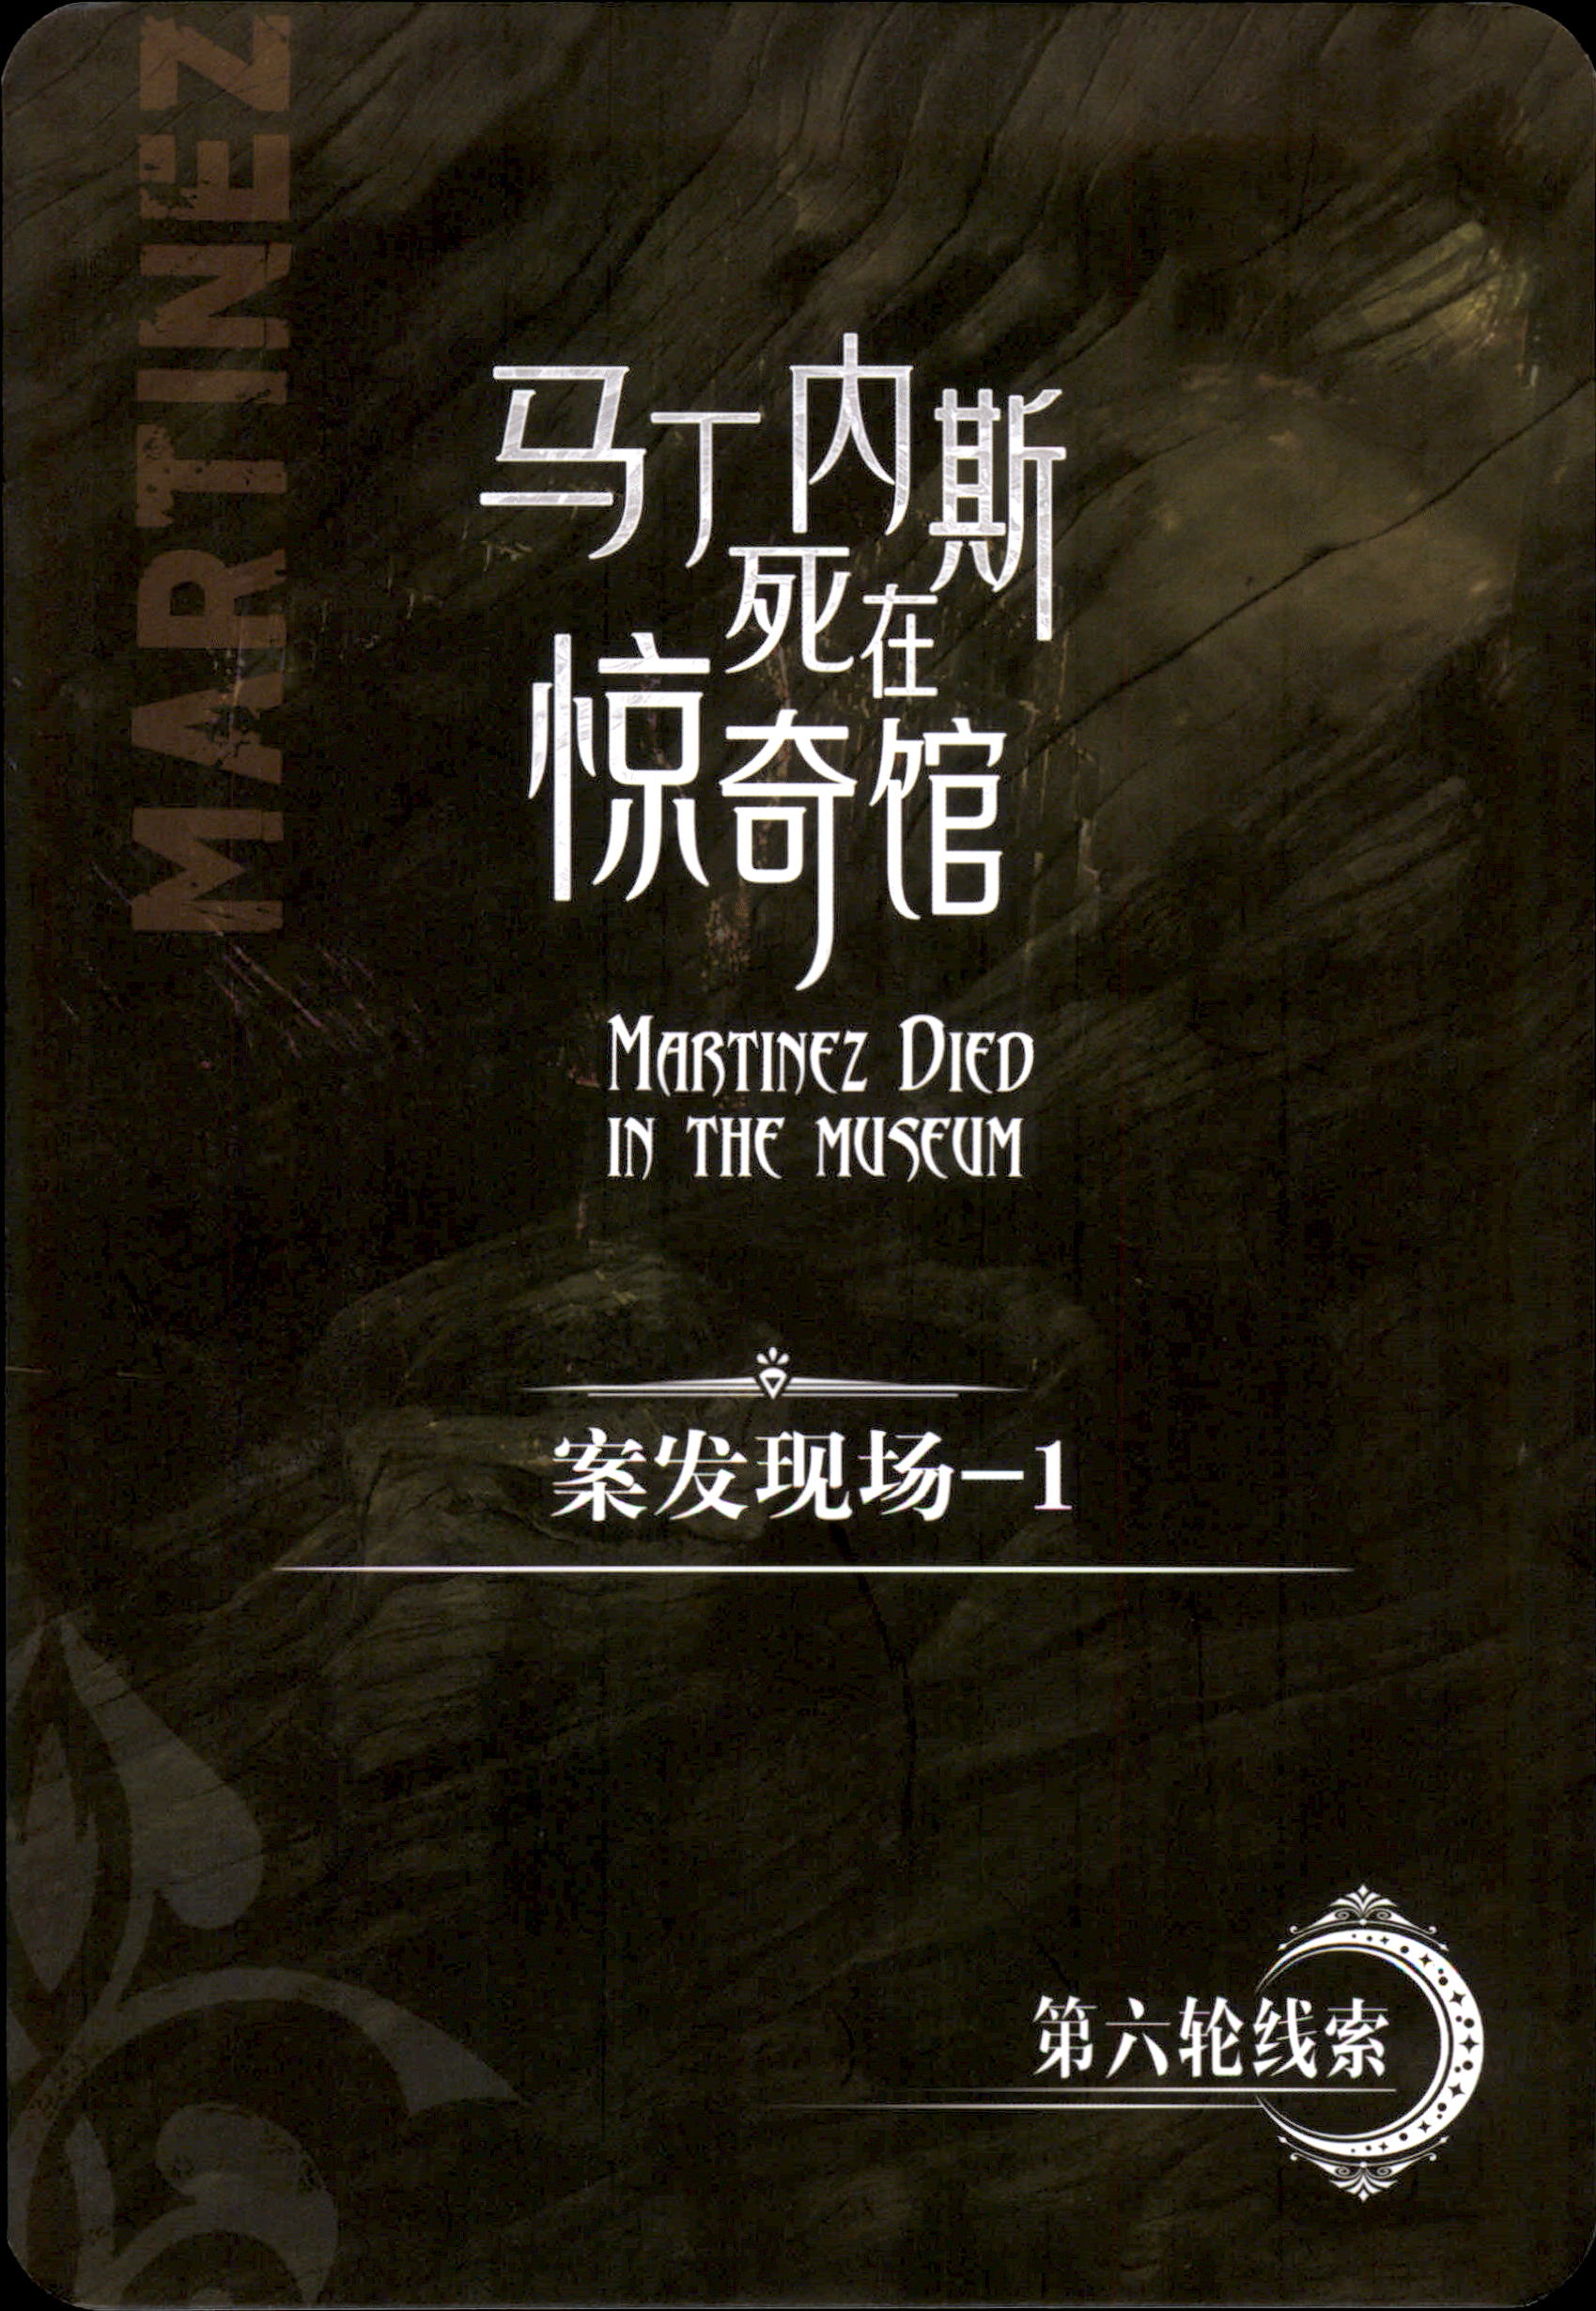 MARTINEZ
马丁内斯
死在
惊奇馆
MARTINEZ DIED
IN THE MUSEUM
案发现场-1
第六轮线索